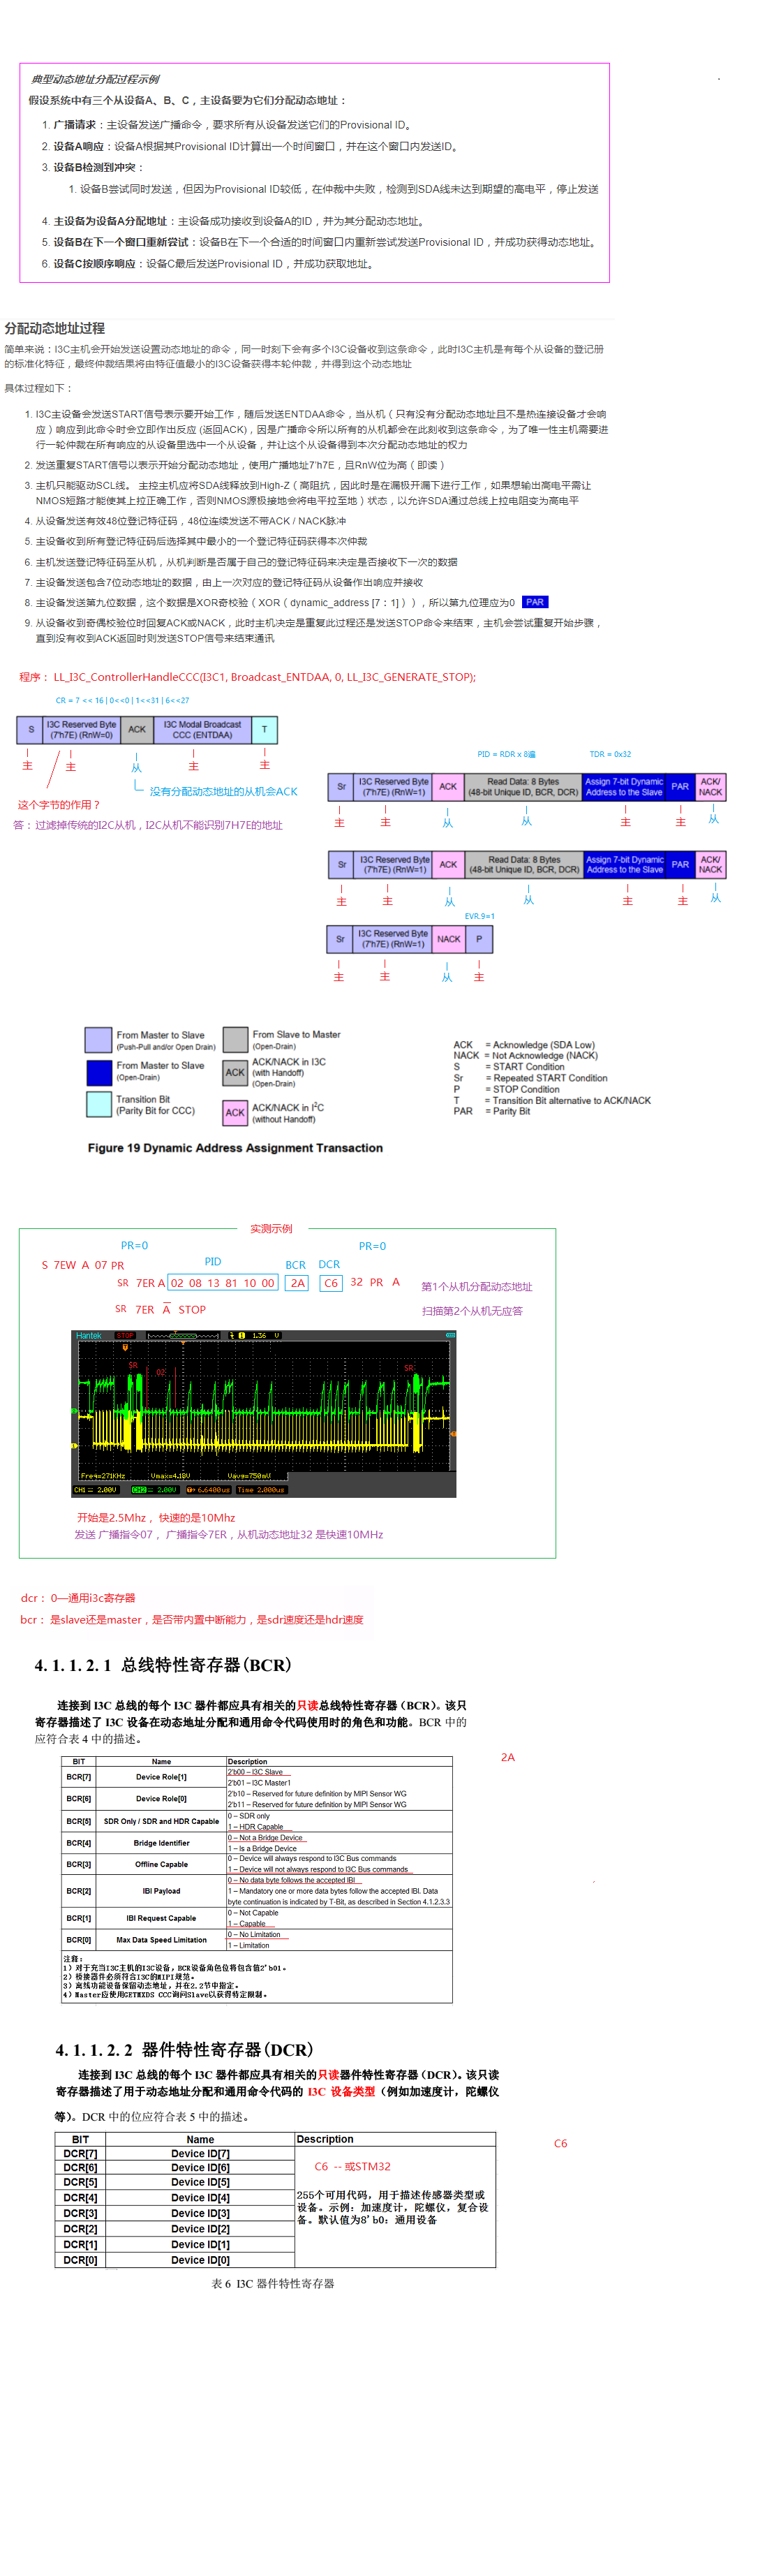 典型动态地址分配过程示例
假设系统中有三个从设备A、B、C，主设备要为它们分配动态地址：
1. 广播请求：主设备发送广播命令，要求所有从设备发送它们的Provisional ID。
2. 设备A响应：设备A根据其Provisional ID计算出一个时间窗口，并在这个窗口内发送ID。
3. 设备B检测到冲突：
1. 设备B尝试同时发送，但因为Provisional ID较低，在仲裁中失败，检测到SDA线未达到期望的高电平，停止发送
4. 主设备为设备A分配地址：主设备成功接收到设备A的ID，并为其分配动态地址。
5. 设备B在下一个窗口重新尝试：设备B在下一个合适的时间窗口内重新尝试发送Provisional ID，并成功获得动态地址。
6. 设备C按顺序响应：设备C最后发送Provisional ID，并成功获取地址。
分配动态地址过程
简单来说：I3C主机会开始发送设置动态地址的命令，同一时刻下会有多个I3C设备收到这条命令，此时I3C主机是有每个从设备的登记册
的标准化特征，最终仲裁结果将由特征值最小的I3C设备获得本轮仲裁，并得到这个动态地址
具体过程如下：
1. I3C主设备会发送START信号表示要开始工作，随后发送ENTDAA命令，当从机（只有没有分配动态地址且不是热连接设备才会响
应）响应到此命令时会立即作出反应 (返回ACK)，因是广播命令所以所有的从机都会在此刻收到这条命令，为了唯一性主机需要进
行一轮仲裁在所有响应的从设备里选中一个从设备，并让这个从设备得到本次分配动态地址的权力
2. 发送重复START信号以表示开始分配动态地址，使用广播地址7'h7E，且RnW位为高（即读）
3. 主机只能驱动SCL线。 主控主机应将SDA线释放到High-Z（高阻抗，因此时是在漏极开漏下进行工作，如果想输出高电平需让
NMOS短路才能使其上拉正确工作，否则NMOS源极接地会将电平拉至地）状态，以允许SDA通过总线上拉电阻变为高电平
4. 从设备发送有效48位登记特征码，48位连续发送不带ACK / NACK脉冲
5. 主设备收到所有登记特征码后选择其中最小的一个登记特征码获得本次仲裁
6. 主机发送登记特征码至从机，从机判断是否属于自己的登记特征码来决定是否接收下一次的数据
7. 主设备发送包含7位动态地址的数据，由上一次对应的登记特征码从设备作出响应并接收
8. 主设备发送第九位数据，这个数据是XOR奇校验（XOR（dynamic_address [7：1]）），所以第九位理应为0 PAR
9. 从设备收到奇偶校验位时回复ACK或NACK，此时主机决定是重复此过程还是发送STOP命令来结束，主机会尝试重复开始步骤，
直到没有收到ACK返回时则发送STOP信号来结束通讯
程序： LL_I3C_ControllerHandleCCC(I3C1, Broadcast_ENTDAA, 0, LL_I3C_GENERATE_STOP);
CR = 7 << 16 | 0<<0 | 1<<31 | 6<<27
S I3C Reserved Byte (7'h7E) (RnW=0) ACK I3C Modal Broadcast CCC (ENTDAA) T
主 主 从 主 主
没有分配动态地址的从机会ACK
这个字节的作用？
答：过滤掉传统的I2C从机，I2C从机不能识别7H7E的地址
PID = RDR x 8遍 TDR = 0x32
Sr I3C Reserved Byte (7'h7E) (RnW=1) ACK Read Data: 8 Bytes (48-bit Unique ID, BCR, DCR) Assign 7-bit Dynamic Address to the Slave PAR ACK/ NACK
主 主 从 从 主 主 从
Sr I3C Reserved Byte (7'h7E) (RnW=1) ACK Read Data: 8 Bytes (48-bit Unique ID, BCR, DCR) Assign 7-bit Dynamic Address to the Slave PAR ACK/ NACK
主 主 从 从 主 主 从
EVR.9=1
Sr I3C Reserved Byte (7'h7E) (RnW=1) NACK P
主 主 从 主
From Master to Slave
(Push-Pull and/or Open Drain)
From Master to Slave
(Open-Drain)
Transition Bit
(Parity Bit for CCC)
From Slave to Master
(Open-Drain)
ACK ACK/NACK in I3C
(with Handoff)
(Open-Drain)
ACK ACK/NACK in I²C
(without Handoff)
ACK = Acknowledge (SDA Low)
NACK = Not Acknowledge (NACK)
S = START Condition
Sr = Repeated START Condition
P = STOP Condition
T = Transition Bit alternative to ACK/NACK
PAR = Parity Bit
Figure 19 Dynamic Address Assignment Transaction
实测示例
PR=0 PR=0
S 7EW A 07 PR PID BCR DCR
SR 7ER A 02 08 13 81 10 00 2A C6 32 PR A 第1个从机分配动态地址
SR 7ER A STOP 扫描第2个从机无应答
Hantek STOP 1.36 V
SR 02 SR
Freq=271KHz Vmax=4.18V Vavg=750mV
CH1 2.00V CH2 2.00V 6.6400us Time 2.000us
开始是2.5Mhz， 快速的是10Mhz
发送 广播指令07， 广播指令7ER，从机动态地址32 是快速10MHz
dcr： 0—通用i3c寄存器
bcr： 是slave还是master，是否带内置中断能力，是sdr速度还是hdr速度
4.1.1.2.1 总线特性寄存器(BCR)
连接到 I3C 总线的每个 I3C 器件都应具有相关的只读总线特性寄存器（BCR）。该只
寄存器描述了 I3C 设备在动态地址分配和通用命令代码使用时的角色和功能。BCR 中的
应符合表 4 中的描述。
2A
BIT Name Description
BCR[7] Device Role[1] 2'b00 – I3C Slave
2'b01 – I3C Master1
BCR[6] Device Role[0] 2'b10 – Reserved for future definition by MIPI Sensor WG
2'b11 – Reserved for future definition by MIPI Sensor WG
BCR[5] SDR Only / SDR and HDR Capable 0 – SDR only
1 – HDR Capable
BCR[4] Bridge Identifier 0 – Not a Bridge Device
1 – Is a Bridge Device
BCR[3] Offline Capable 0 – Device will always respond to I3C Bus commands
1 – Device will not always respond to I3C Bus commands
BCR[2] IBI Payload 0 – No data byte follows the accepted IBI
1 – Mandatory one or more data bytes follow the accepted IBI. Data
byte continuation is indicated by T-Bit, as described in Section 4.1.2.3.3
BCR[1] IBI Request Capable 0 – Not Capable
1 – Capable
BCR[0] Max Data Speed Limitation 0 – No Limitation
1 – Limitation
注释：
1）对于充当I3C主机的I3C设备，BCR设备角色位将包含值2'b01。
2）桥接器件必须符合I3C的MIPI规范。
3）离线功能设备保留动态地址，并在2.2节中指定。
4）Master应使用GETMXDS CCC询问Slave以获得特定限制。
4.1.1.2.2 器件特性寄存器(DCR)
连接到 I3C 总线的每个 I3C 器件都应具有相关的只读器件特性寄存器（DCR）。该只读
寄存器描述了用于动态地址分配和通用命令代码的 I3C 设备类型（例如加速度计，陀螺仪
等）。DCR 中的位应符合表 5 中的描述。
BIT Name Description
DCR[7] Device ID[7]
DCR[6] Device ID[6]
DCR[5] Device ID[5]
DCR[4] Device ID[4]
DCR[3] Device ID[3]
DCR[2] Device ID[2]
DCR[1] Device ID[1]
DCR[0] Device ID[0]
C6 -- 或STM32
255个可用代码，用于描述传感器类型或
设备。示例：加速度计，陀螺仪，复合设
备。默认值为8'b0：通用设备
C6
表 6 I3C 器件特性寄存器